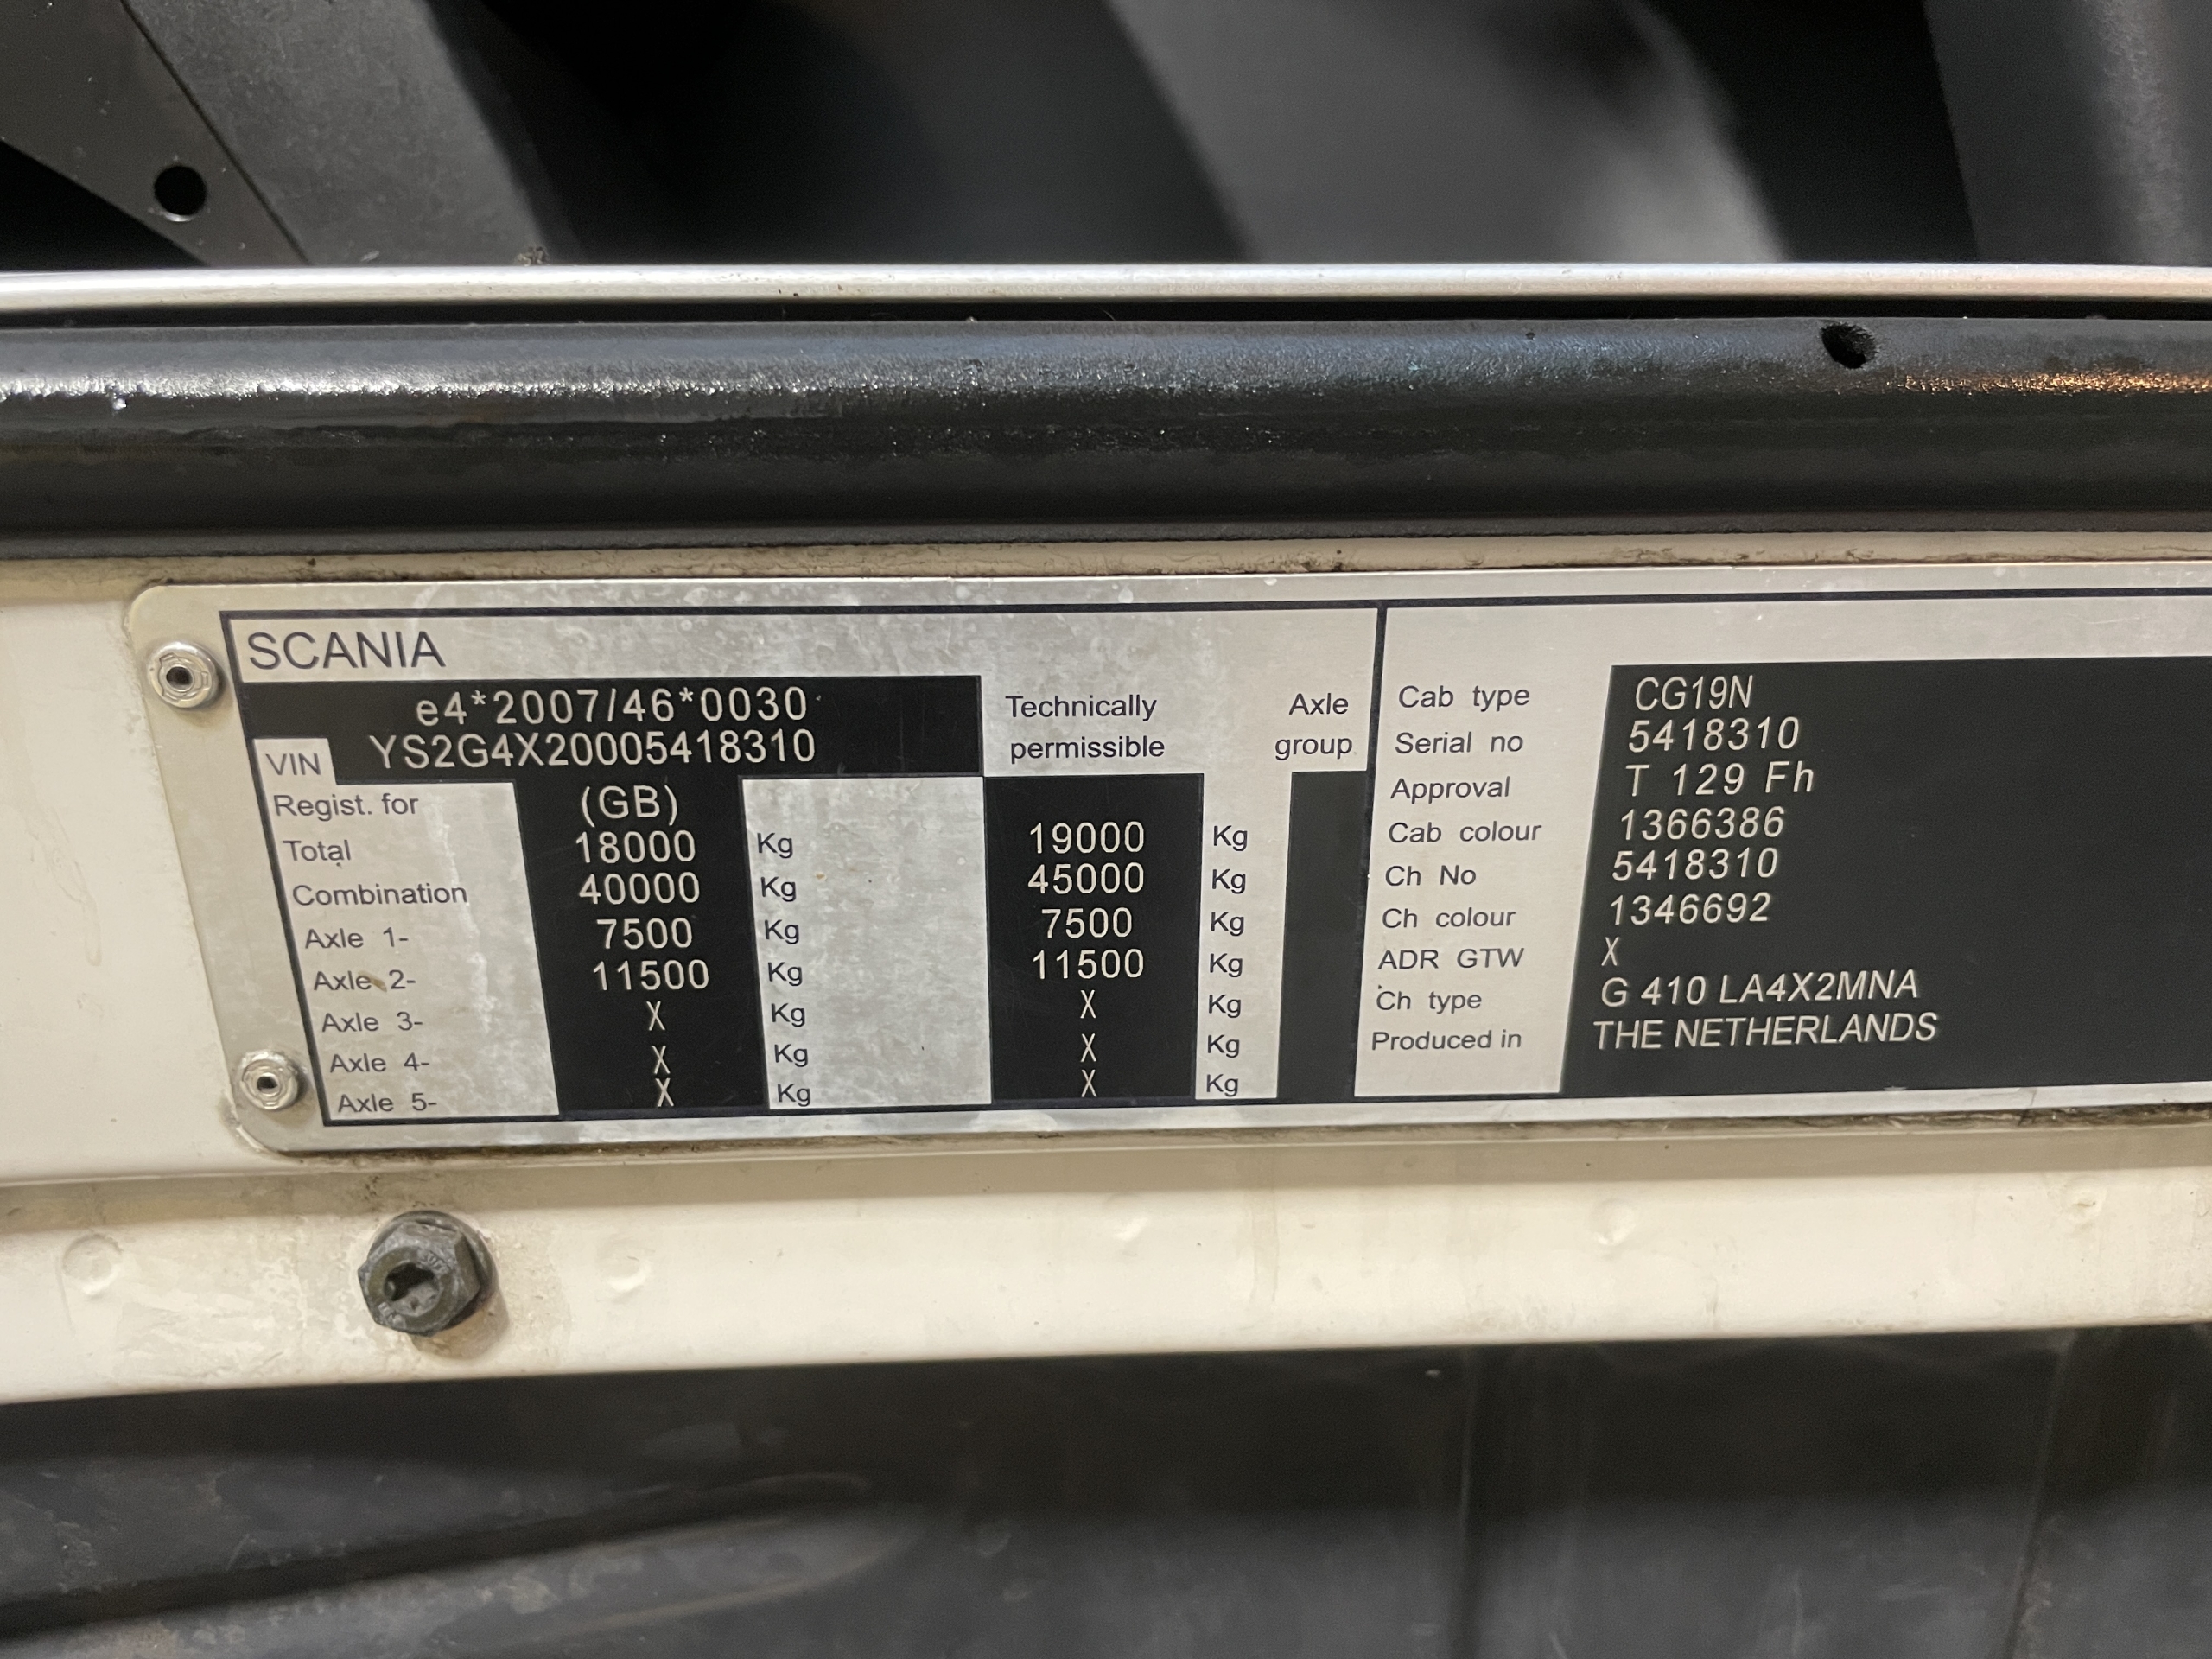 SCANIA
e4*2007/46*0030
VIN YS2G4X20005418310
Technically permissible
Axle group
Regist. for (GB)
Total 18000 Kg 19000 Kg
Combination 40000 Kg 45000 Kg
Axle 1- 7500 Kg 7500 Kg
Axle 2- 11500 Kg 11500 Kg
Axle 3- X Kg X Kg
Axle 4- X Kg X Kg
Axle 5- X Kg X Kg
Cab type CG19N
Serial no 5418310
Approval T 129 Fh
Cab colour 1366386
Ch No 5418310
Ch colour 1346692
ADR GTW X
Ch type G 410 LA4X2MNA
Produced in THE NETHERLANDS